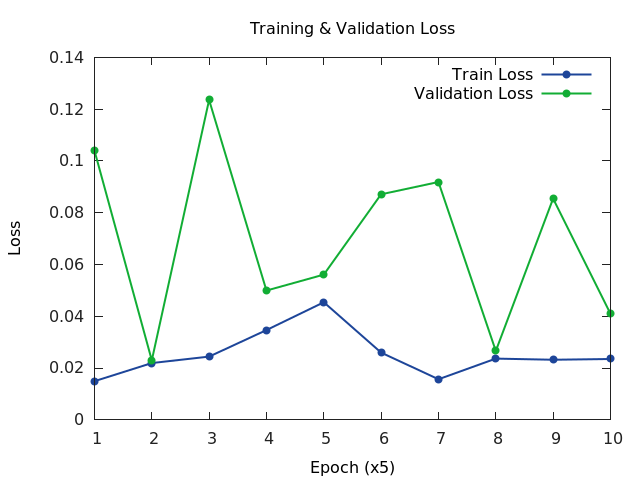 Training & Validation Loss
Train Loss
Validation Loss
Loss
0.14
0.12
0.1
0.08
0.06
0.04
0.02
0
1 2 3 4 5 6 7 8 9 10
Epoch (x5)